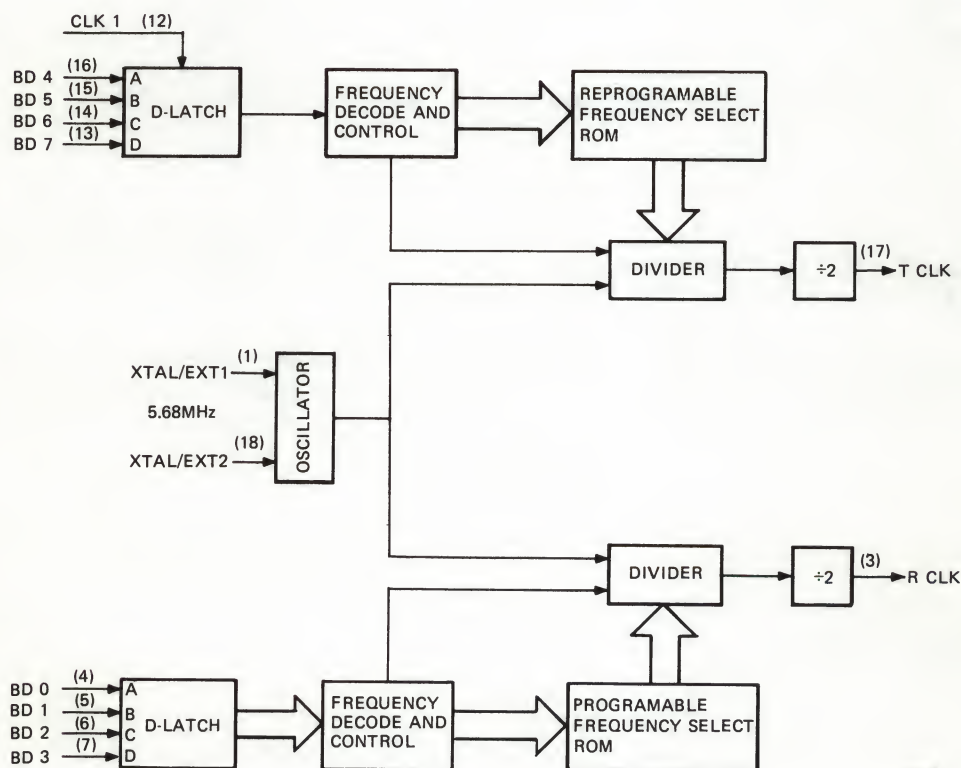 CLK 1 (12)
BD 4 (16) A
BD 5 (15) B
BD 6 (14) C
BD 7 (13) D
D-LATCH
FREQUENCY
DECODE AND
CONTROL
REPROGRAMABLE
FREQUENCY SELECT
ROM
DIVIDER
÷2
(17)
T CLK
XTAL/EXT1 (1)
5.68MHz
XTAL/EXT2 (18)
OSCILLATOR
DIVIDER
÷2
(3)
R CLK
BD 0 (4) A
BD 1 (5) B
BD 2 (6) C
BD 3 (7) D
D-LATCH
FREQUENCY
DECODE AND
CONTROL
PROGRAMABLE
FREQUENCY SELECT
ROM